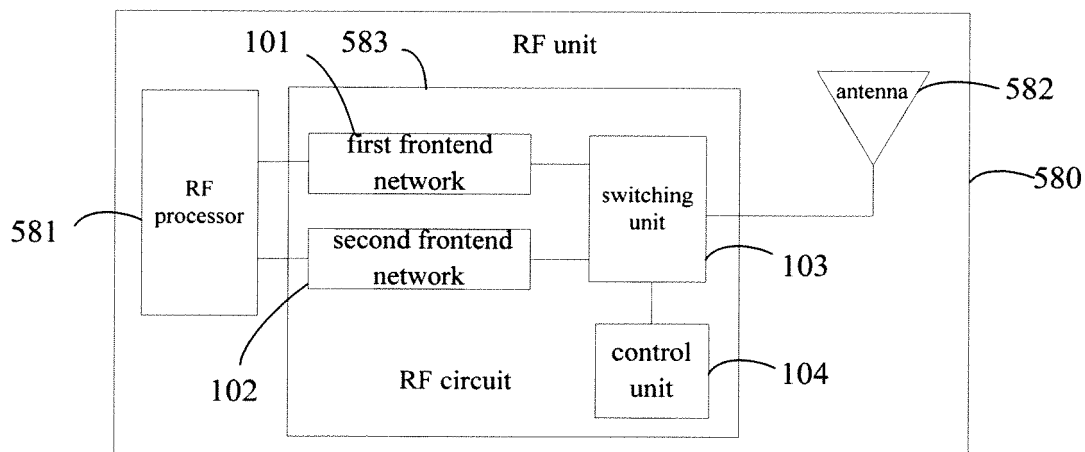 101
583
RF unit
582
antenna
first frontend
network
RF
processor
switching
unit
580
581
second frontend
network
103
102
RF circuit
control
unit
104